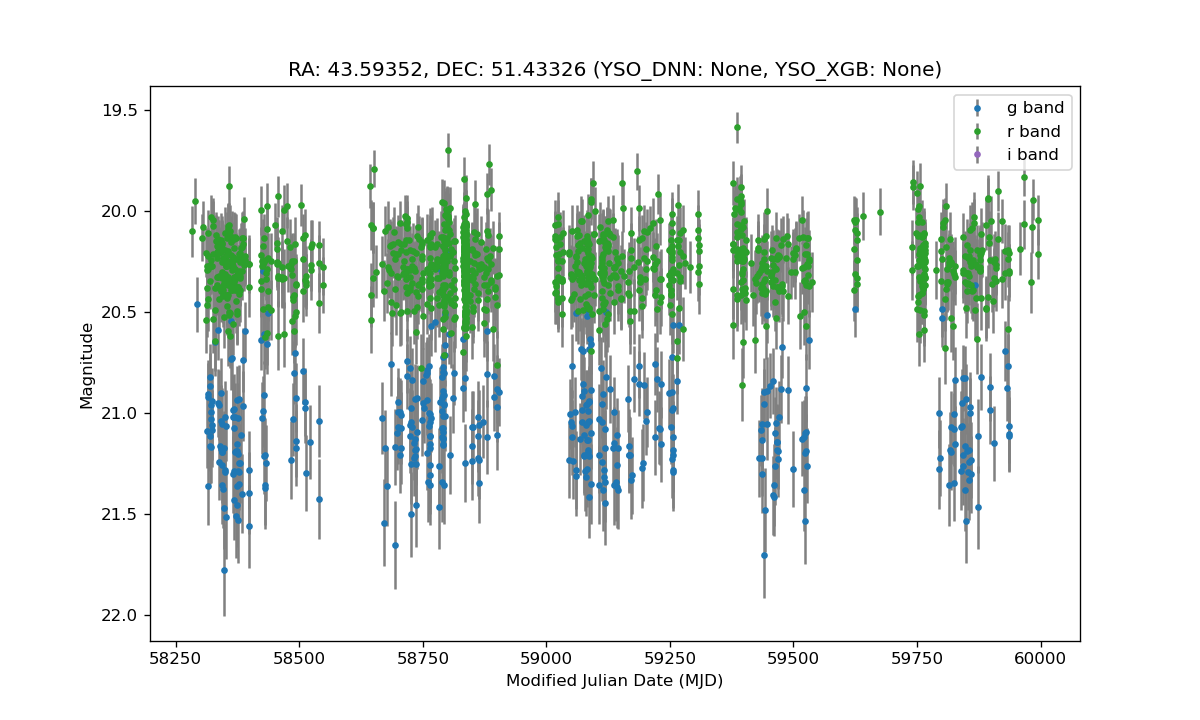 RA: 43.59352, DEC: 51.43326 (YSO_DNN: None, YSO_XGB: None)
g band
r band
i band
19.5
20.0
20.5
21.0
21.5
22.0
Magnitude
58250 58500 58750 59000 59250 59500 59750 60000
Modified Julian Date (MJD)